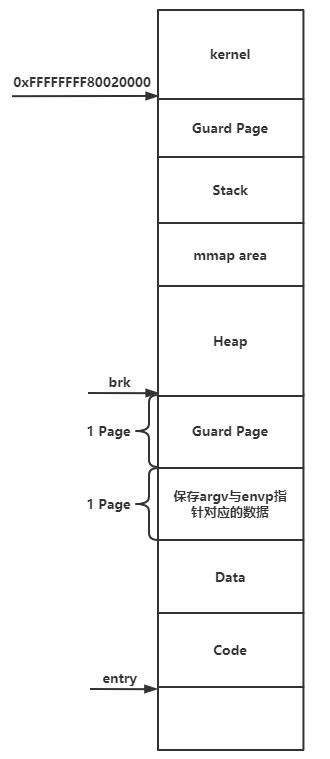 kernel
0xFFFFFFFF80020000
Guard Page
Stack
mmap area
Heap
brk
1 Page
Guard Page
1 Page
保存argv与envp指
针对应的数据
Data
Code
entry